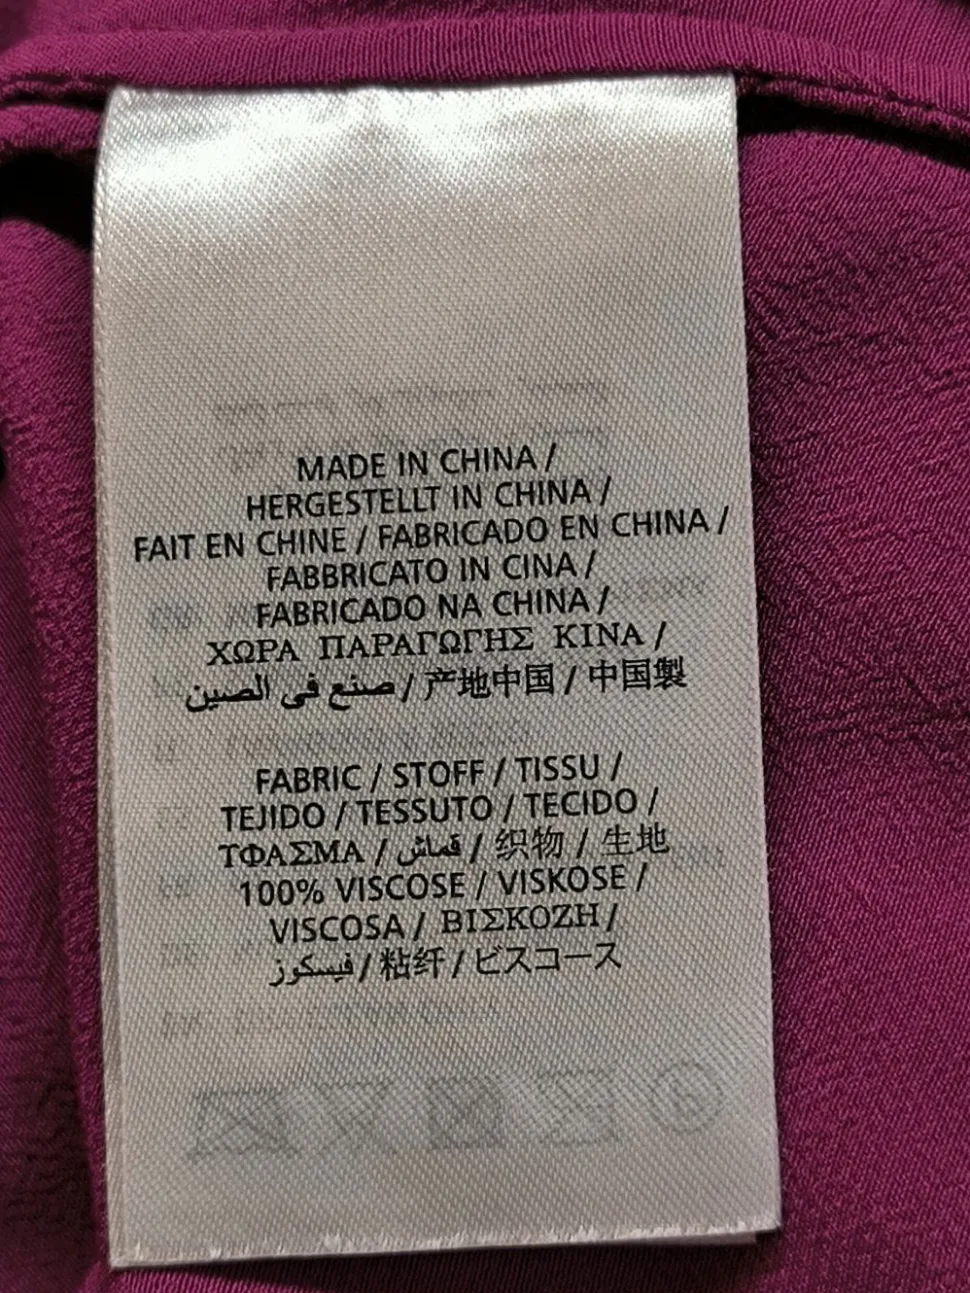 MADE IN CHINA /
HERGESTELLT IN CHINA /
FAIT EN CHINE / FABRICADO EN CHINA /
FABBRICATO IN CINA /
FABRICADO NA CHINA /
ΧΩΡΑ ΠΑΡΑΓΩΓΗΣ ΚΙΝΑ /
صنع في الصين / 产地中国 / 中国製
FABRIC / STOFF / TISSU /
TEJIDO / TESSUTO / TECIDO /
ΤΦΑΣΜΑ / قماش / 织物 / 生地
100% VISCOSE / VISKOSE /
VISCOSA / ΒΙΣΚΟΖΗ /
فيسكوز / 粘纤 / ビスコース